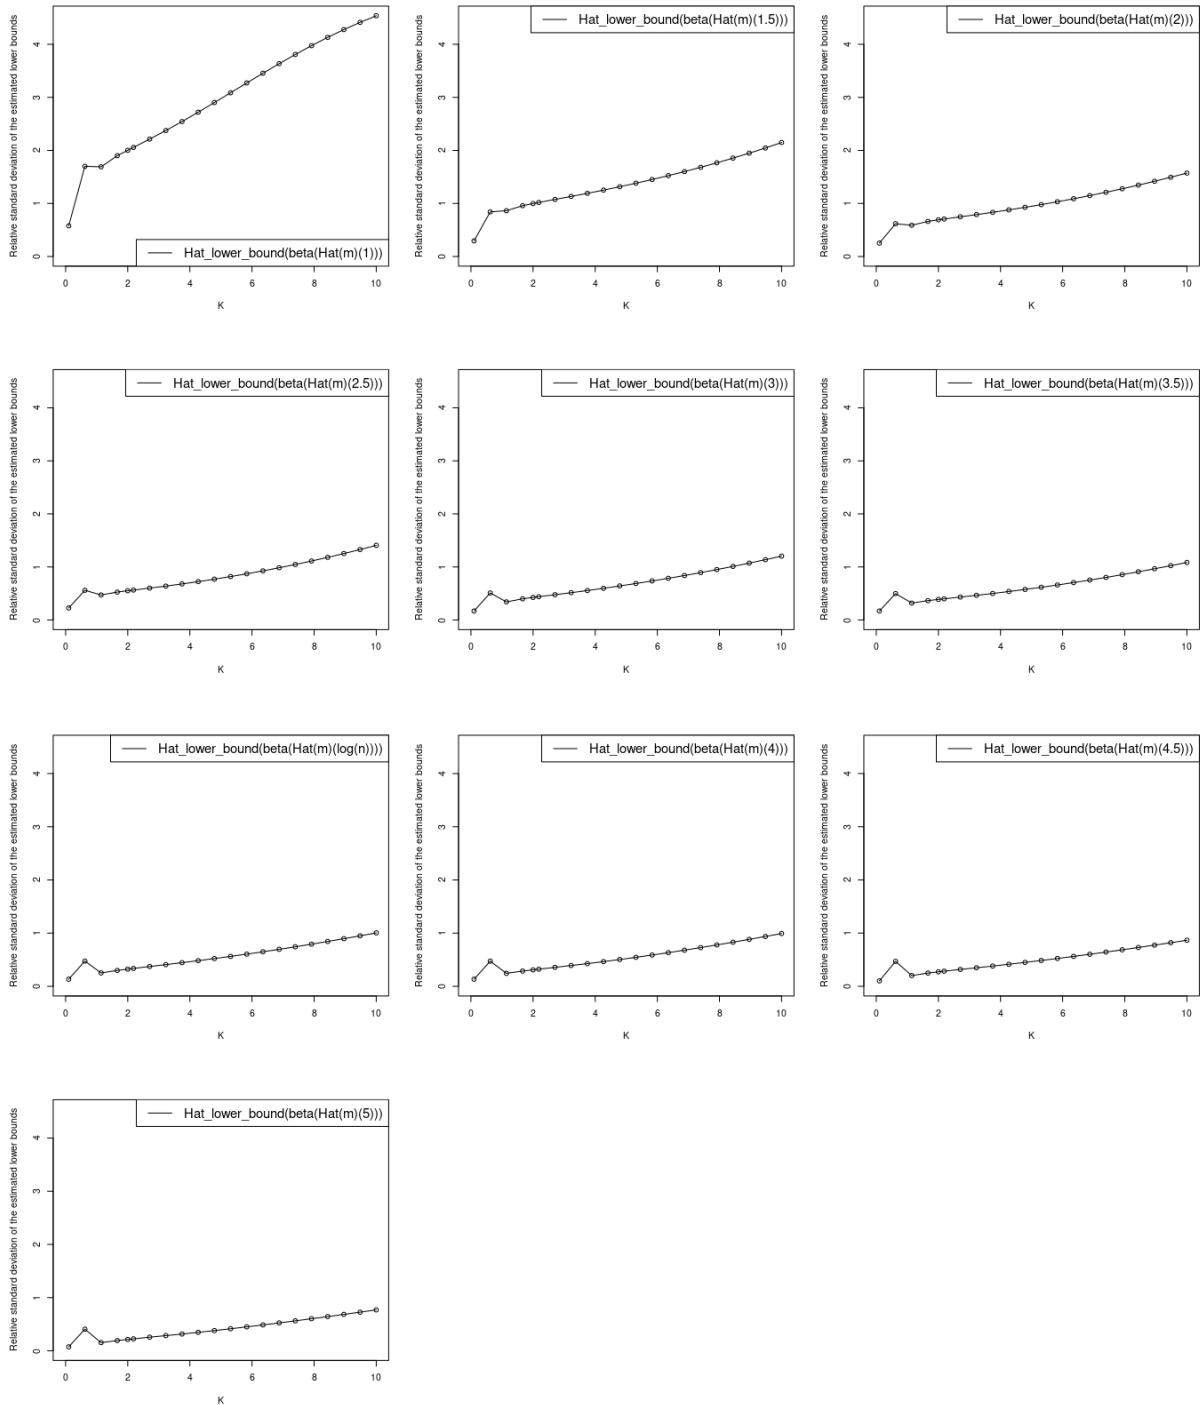 Hat_lower_bound(beta(Hat(m)(1)))
Relative standard deviation of the estimated lower bounds
0 1 2 3 4
0 2 4 6 8 10
K
Hat_lower_bound(beta(Hat(m)(1.5)))
Relative standard deviation of the estimated lower bounds
0 1 2 3 4
0 2 4 6 8 10
K
Hat_lower_bound(beta(Hat(m)(2)))
Relative standard deviation of the estimated lower bounds
0 1 2 3 4
0 2 4 6 8 10
K
Hat_lower_bound(beta(Hat(m)(2.5)))
Relative standard deviation of the estimated lower bounds
0 1 2 3 4
0 2 4 6 8 10
K
Hat_lower_bound(beta(Hat(m)(3)))
Relative standard deviation of the estimated lower bounds
0 1 2 3 4
0 2 4 6 8 10
K
Hat_lower_bound(beta(Hat(m)(3.5)))
Relative standard deviation of the estimated lower bounds
0 1 2 3 4
0 2 4 6 8 10
K
Hat_lower_bound(beta(Hat(m)(log(n))))
Relative standard deviation of the estimated lower bounds
0 1 2 3 4
0 2 4 6 8 10
K
Hat_lower_bound(beta(Hat(m)(4)))
Relative standard deviation of the estimated lower bounds
0 1 2 3 4
0 2 4 6 8 10
K
Hat_lower_bound(beta(Hat(m)(4.5)))
Relative standard deviation of the estimated lower bounds
0 1 2 3 4
0 2 4 6 8 10
K
Hat_lower_bound(beta(Hat(m)(5)))
Relative standard deviation of the estimated lower bounds
0 1 2 3 4
0 2 4 6 8 10
K